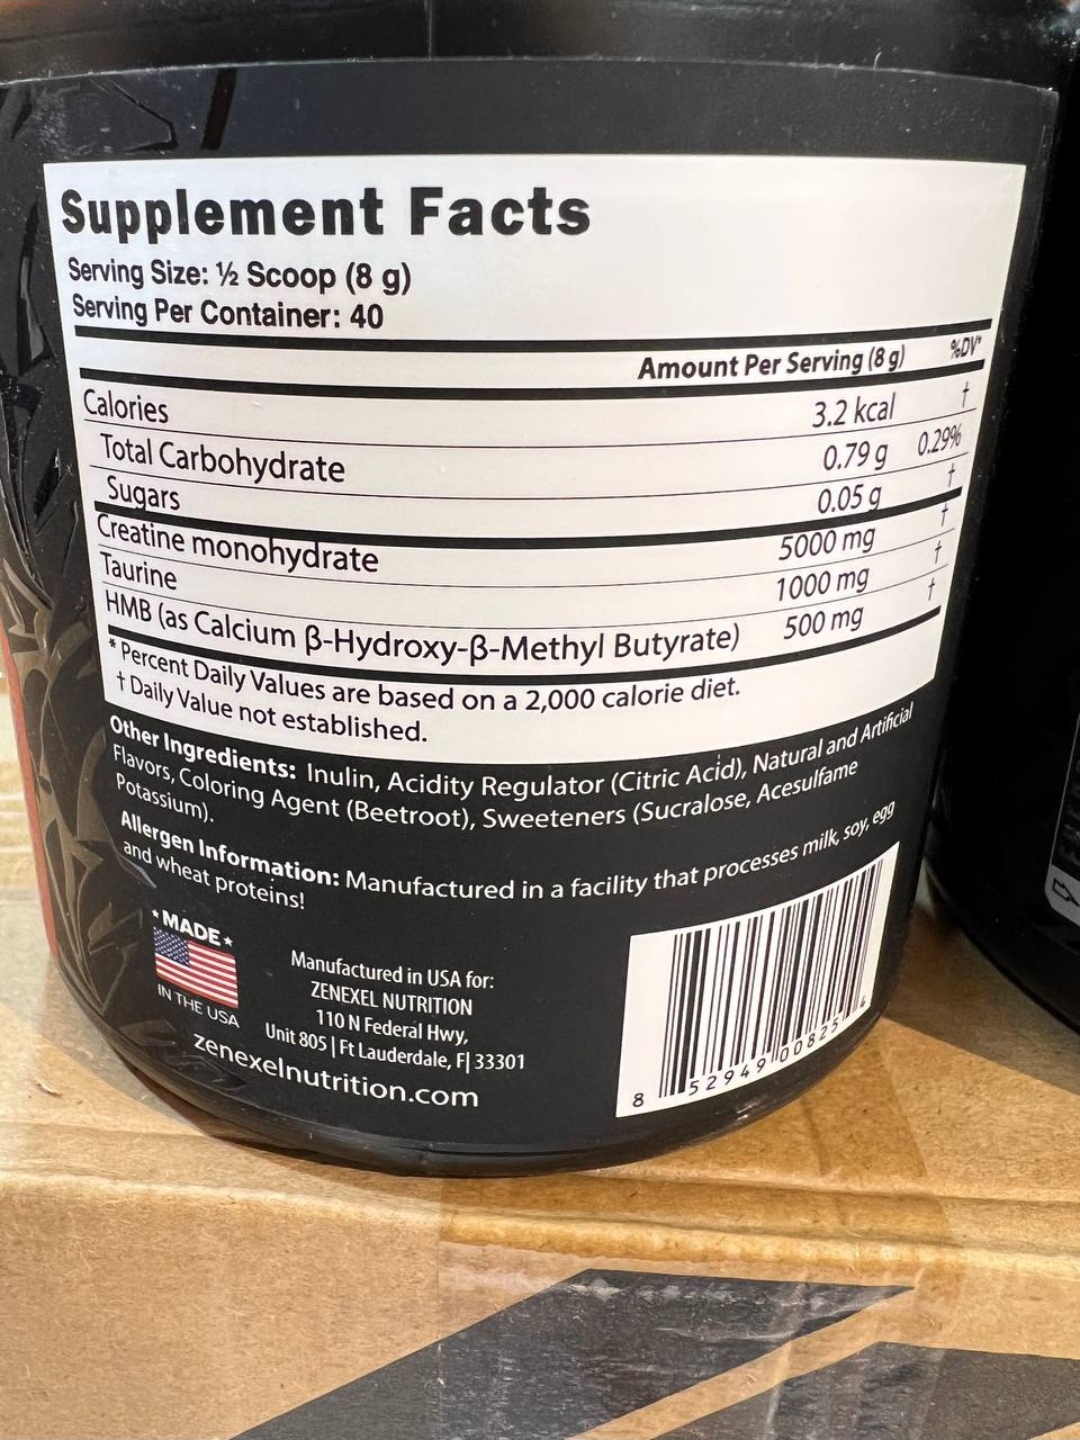 Supplement Facts
Serving Size: ½ Scoop (8 g)
Serving Per Container: 40
Amount Per Serving (8 g) %DV*
Calories 3.2 kcal †
Total Carbohydrate 0.79 g 0.29%
Sugars 0.05 g †
Creatine monohydrate 5000 mg †
Taurine 1000 mg †
HMB (as Calcium β-Hydroxy-β-Methyl Butyrate) 500 mg †
* Percent Daily Values are based on a 2,000 calorie diet.
† Daily Value not established.
Other Ingredients: Inulin, Acidity Regulator (Citric Acid), Natural and Artificial
Flavors, Coloring Agent (Beetroot), Sweeteners (Sucralose, Acesulfame
Potassium).
Allergen Information: Manufactured in a facility that processes milk, soy, egg
and wheat proteins!
MADE
IN THE USA
Manufactured in USA for:
ZENEXEL NUTRITION
110 N Federal Hwy,
Unit 805 | Ft Lauderdale, Fl 33301
zenexelnutrition.com
8 52949 00825 4